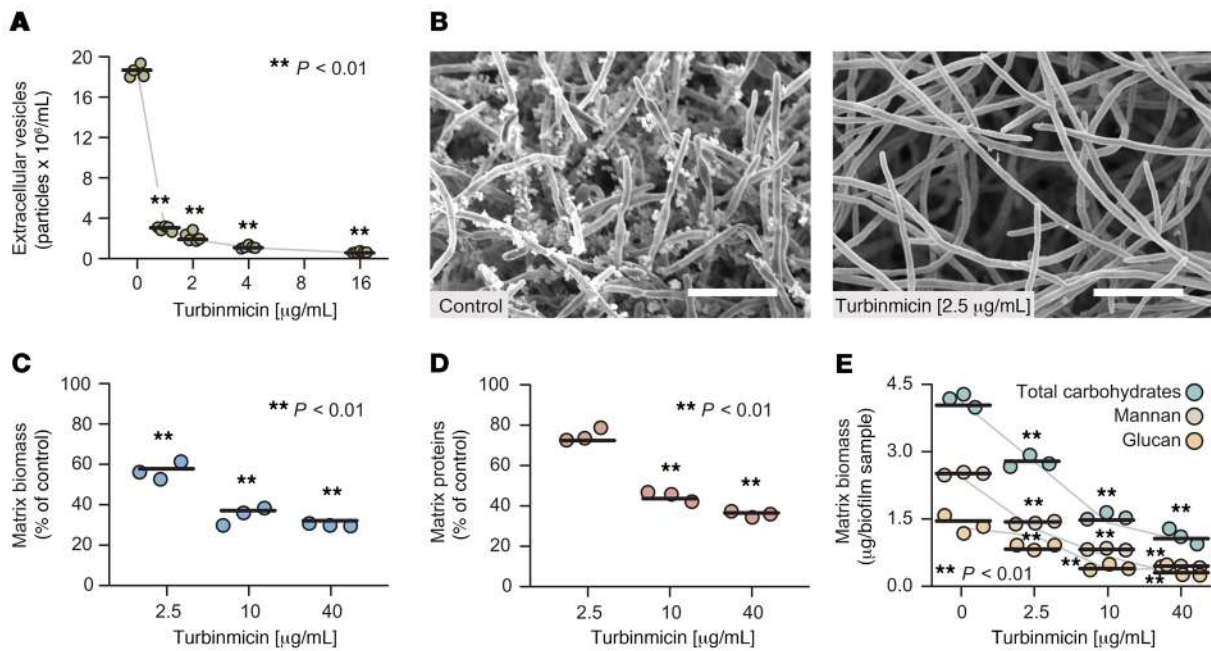 A
Extracellular vesicles
(particles x 10⁶/mL)
20
16
12
8
4
0
** P < 0.01
**
**
**
**
0
2
4
8
16
Turbinmicin [μg/mL]
B
Control
Turbinmicin [2.5 μg/mL]
C
Matrix biomass
(% of control)
100
80
60
40
20
0
** P < 0.01
**
**
**
2.5
10
40
Turbinmicin [μg/mL]
D
Matrix proteins
(% of control)
100
80
60
40
20
0
** P < 0.01
**
**
2.5
10
40
Turbinmicin [μg/mL]
E
Matrix biomass
(μg/biofilm sample)
4.5
3.0
1.5
0.0
Total carbohydrates
Mannan
Glucan
**
**
**
**
**
**
**
**
**
** P < 0.01
0
2.5
10
40
Turbinmicin [μg/mL]